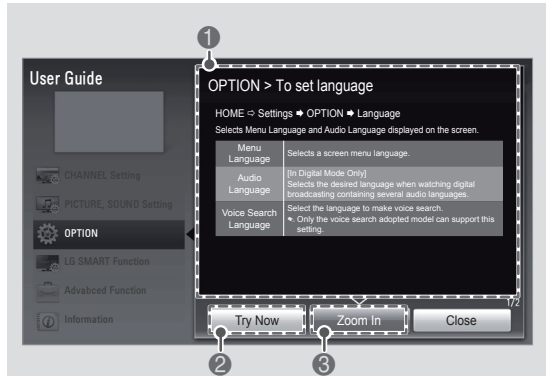 1
User Guide
CHANNEL Setting
PICTURE, SOUND Setting
OPTION
LG SMART Function
Advabced Function
Information
OPTION > To set language
HOME ⇨ Settings ➡ OPTION ➡ Language
Selects Menu Language and Audio Language displayed on the screen.
Menu
Language
Selects a screen menu language.
Audio
Language
[In Digital Mode Only]
Selects the desired language when watching digital
broadcasting containing several audio languages.
Voice Search
Language
Select the language to make voice search.
Only the voice search adopted model can support this
setting.
1/2
Try Now
Zoom In
Close
2
3